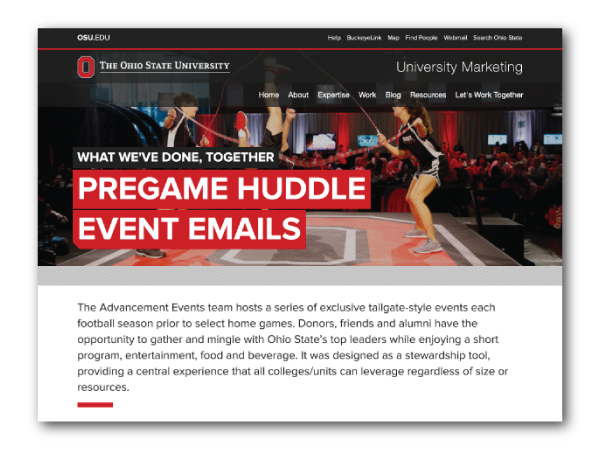 OSU.EDU
Help BuckeyeLink Map Find People Webmail Search Ohio State
THE OHIO STATE UNIVERSITY
University Marketing
Home About Expertise Work Blog Resources Let's Work Together
WHAT WE'VE DONE, TOGETHER
PREGAME HUDDLE
EVENT EMAILS
The Advancement Events team hosts a series of exclusive tailgate-style events each
football season prior to select home games. Donors, friends and alumni have the
opportunity to gather and mingle with Ohio State's top leaders while enjoying a short
program, entertainment, food and beverage. It was designed as a stewardship tool,
providing a central experience that all colleges/units can leverage regardless of size or
resources.